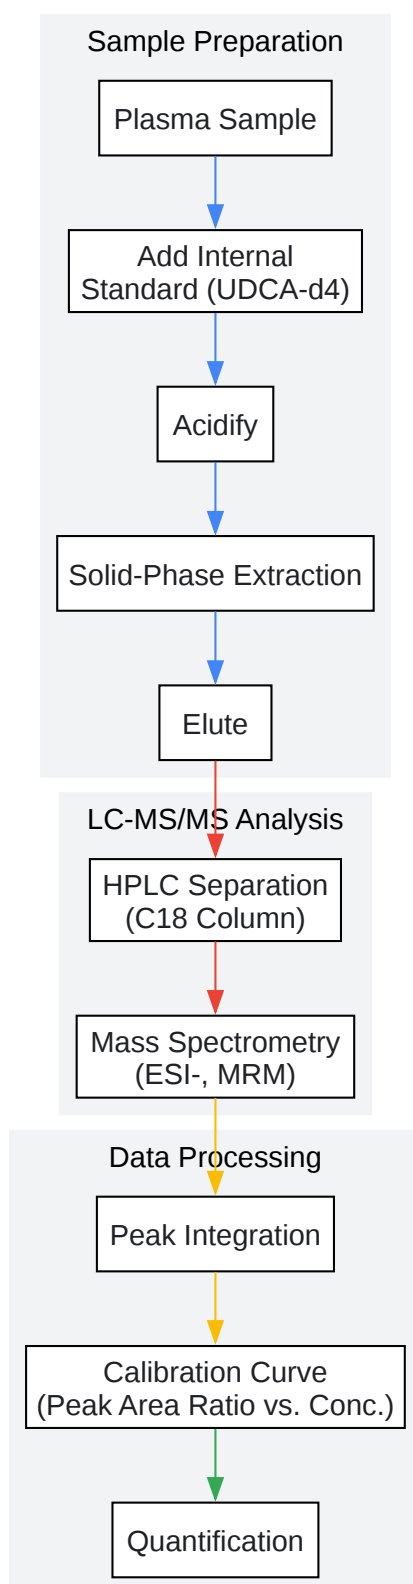 Sample Preparation
Plasma Sample
Add Internal
Standard (UDCA-d4)
Acidify
Solid-Phase Extraction
Elute
LC-MS/MS Analysis
HPLC Separation
(C18 Column)
Mass Spectrometry
(ESI-, MRM)
Data Processing
Peak Integration
Calibration Curve
(Peak Area Ratio vs. Conc.)
Quantification